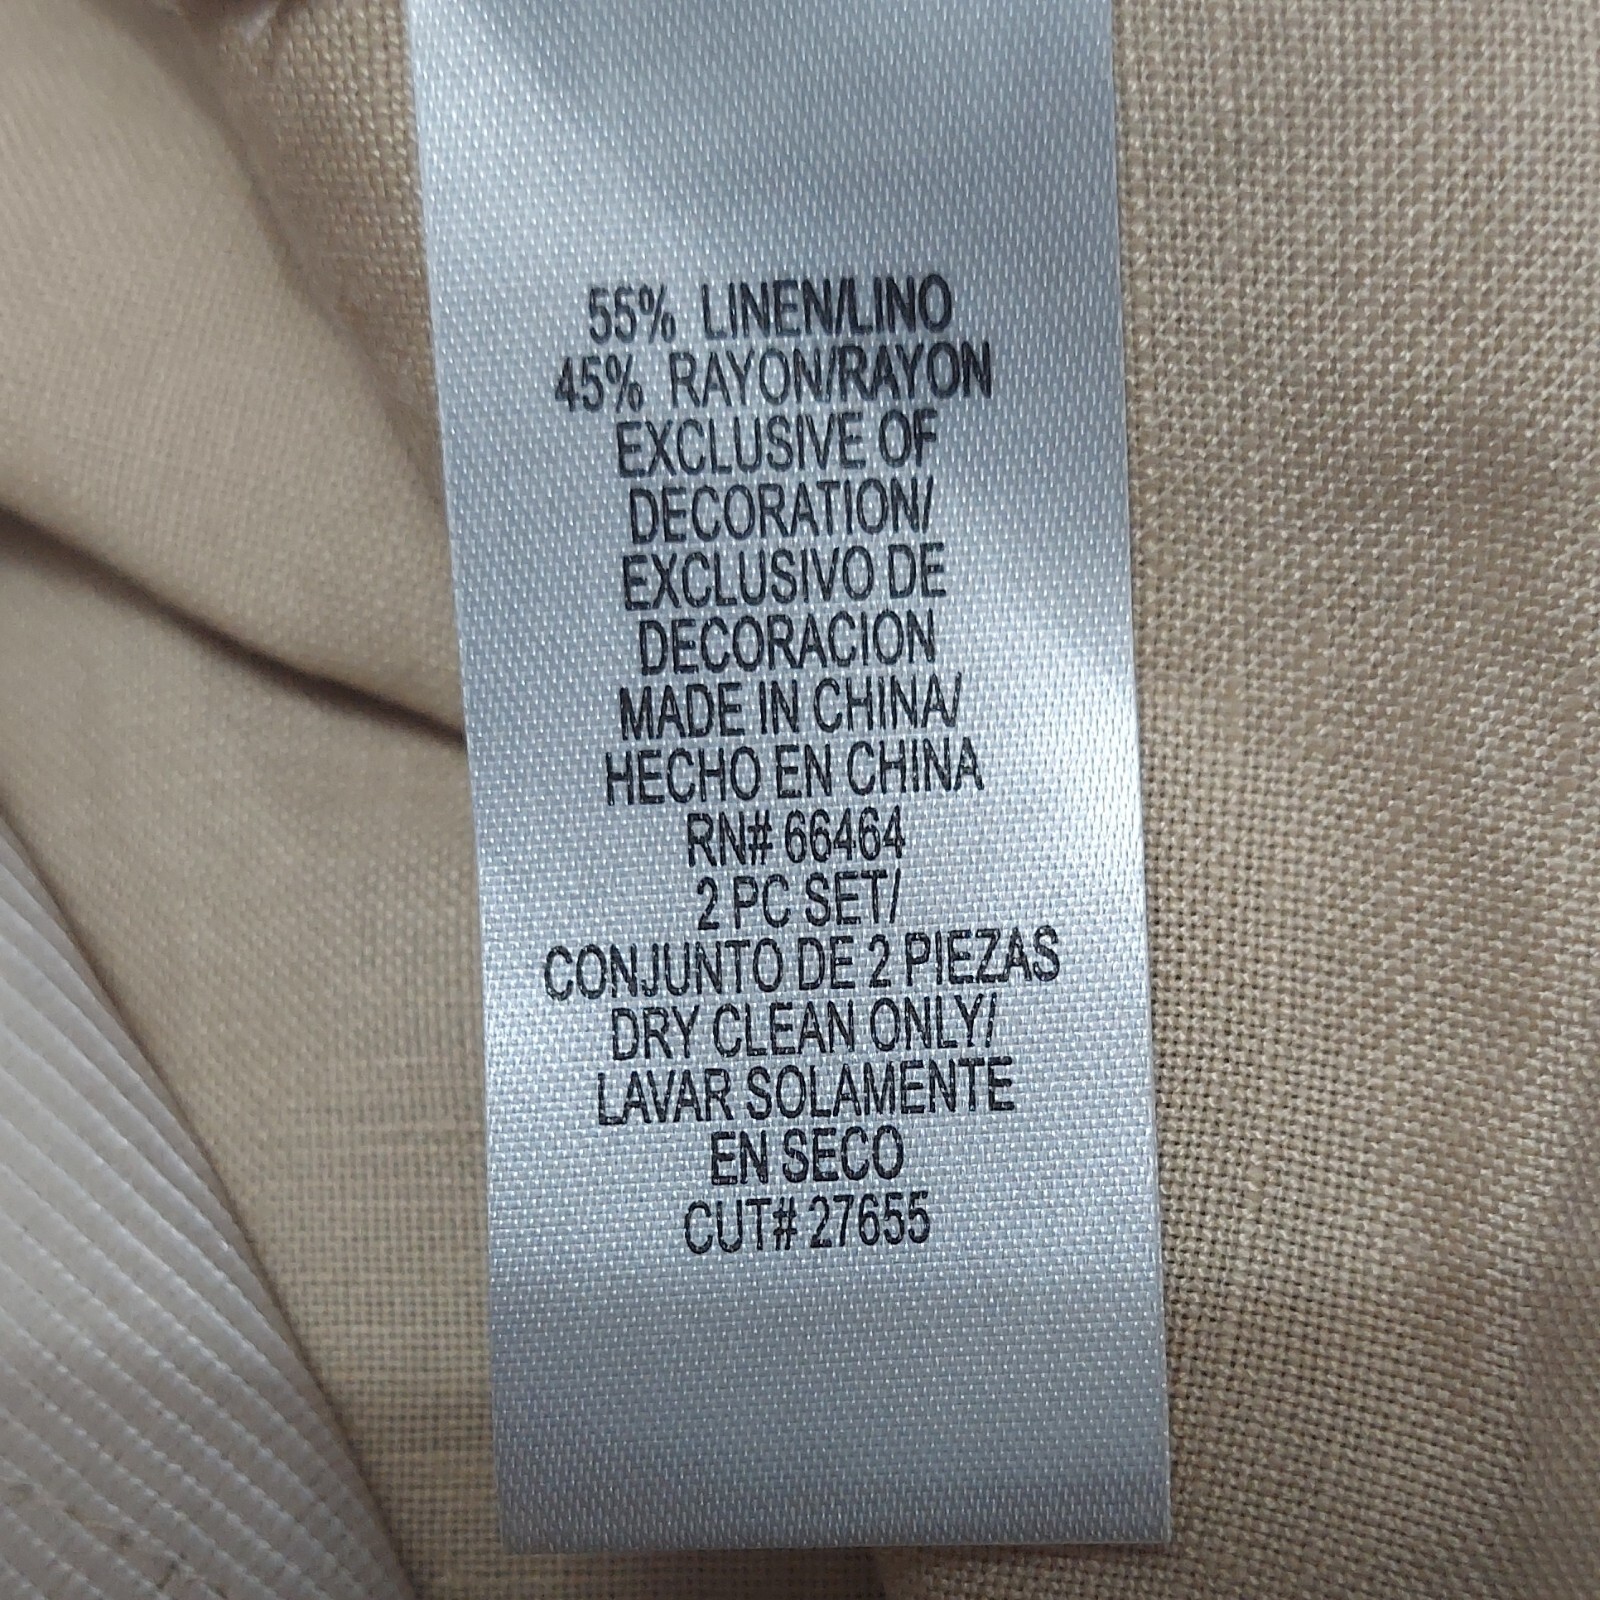 55% LINEN/LINO
45% RAYON/RAYON
EXCLUSIVE OF
DECORATION/
EXCLUSIVO DE
DECORACION
MADE IN CHINA/
HECHO EN CHINA
RN# 66464
2 PC SET/
CONJUNTO DE 2 PIEZAS
DRY CLEAN ONLY/
LAVAR SOLAMENTE
EN SECO
CUT# 27655